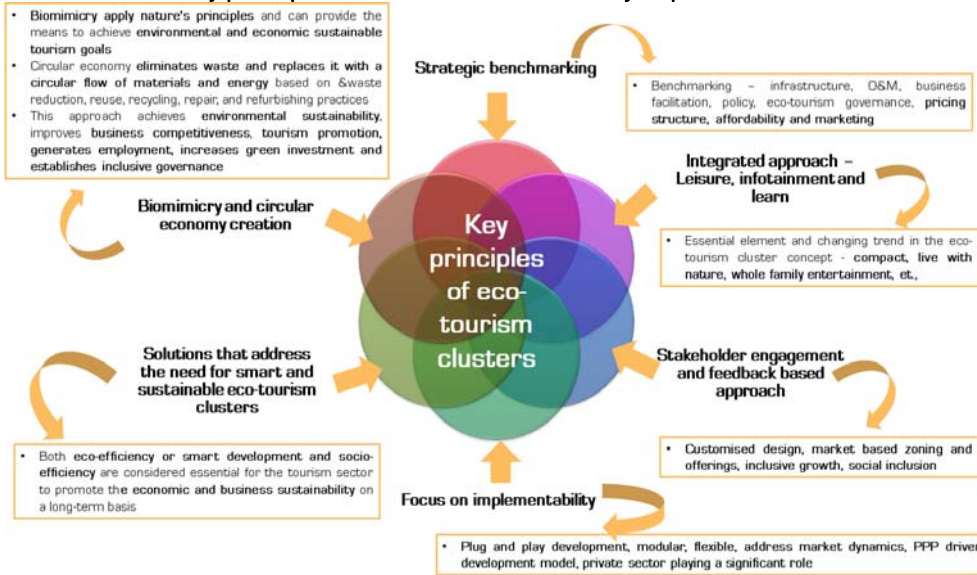 • Biomimicry apply nature's principles and can provide the
means to achieve environmental and economic sustainable
tourism goals
• Circular economy eliminates waste and replaces it with a
circular flow of materials and energy based on &waste
reduction, reuse, recycling, repair, and refurbishing practices
• This approach achieves environmental sustainability,
improves business competitiveness, tourism promotion,
generates employment, increases green investment and
establishes inclusive governance
Strategic benchmarking
• Benchmarking – infrastructure, O&M, business
facilitation, policy, eco-tourism governance, pricing
structure, affordability and marketing
Integrated approach –
Leisure, infotainment and
learn
• Essential element and changing trend in the eco-
tourism cluster concept - compact, live with
nature, whole family entertainment, et.,
Biomimicry and circular
economy creation
Key
principles
of eco-
tourism
clusters
Solutions that address
the need for smart and
sustainable eco-tourism
clusters
• Both eco-efficiency or smart development and socio-
efficiency are considered essential for the tourism sector
to promote the economic and business sustainability on
a long-term basis
Stakeholder engagement
and feedback based
approach
• Customised design, market based zoning and
offerings, inclusive growth, social inclusion
Focus on implementability
• Plug and play development, modular, flexible, address market dynamics, PPP driven
development model, private sector playing a significant role